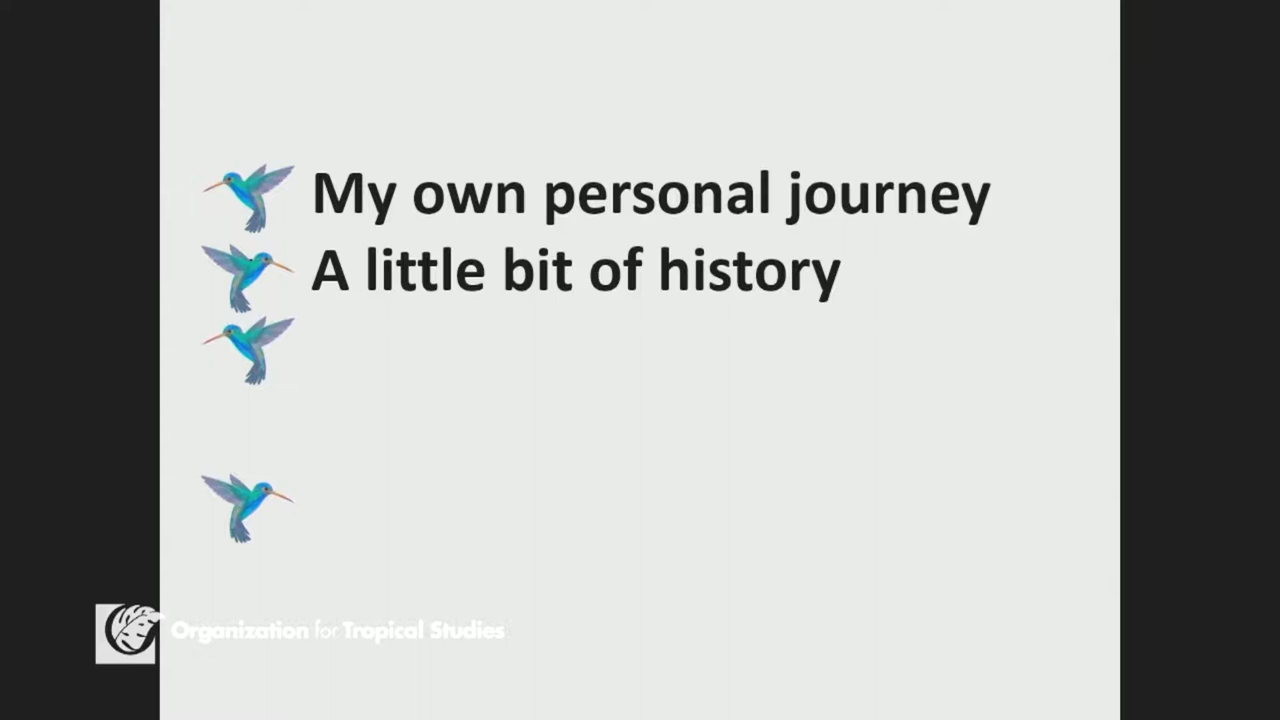 My own personal journey
A little bit of history
Organization for Tropical Studies